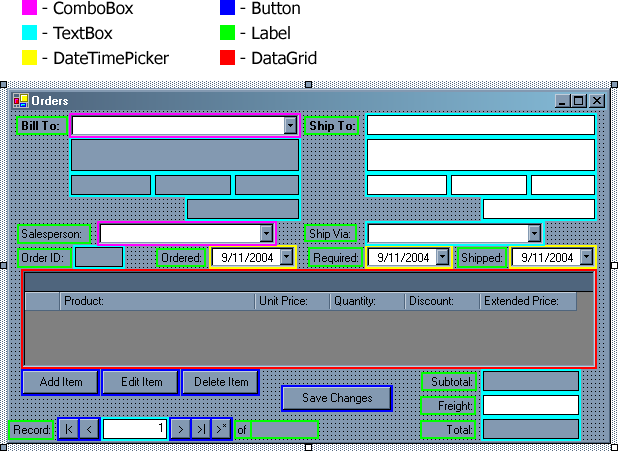 - ComboBox - Button
- TextBox - Label
- DateTimePicker - DataGrid
Orders
Bill To: Ship To:
Salesperson: Ship Via:
Order ID: Ordered: 9/11/2004 Required: 9/11/2004 Shipped: 9/11/2004
Product: Unit Price: Quantity: Discount: Extended Price:
Add Item Edit Item Delete Item Subtotal:
Save Changes
Freight:
Record: |< < 1 > >| >* of Total: